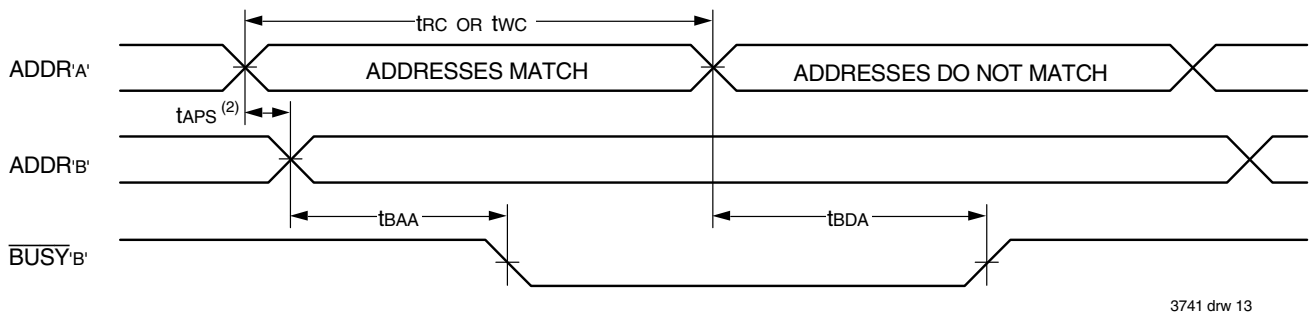 tRC OR tWC
ADDR'A'
ADDRESSES MATCH
ADDRESSES DO NOT MATCH
tAPS (2)
ADDR'B'
tBAA
tBDA
BUSY'B'
3741 drw 13